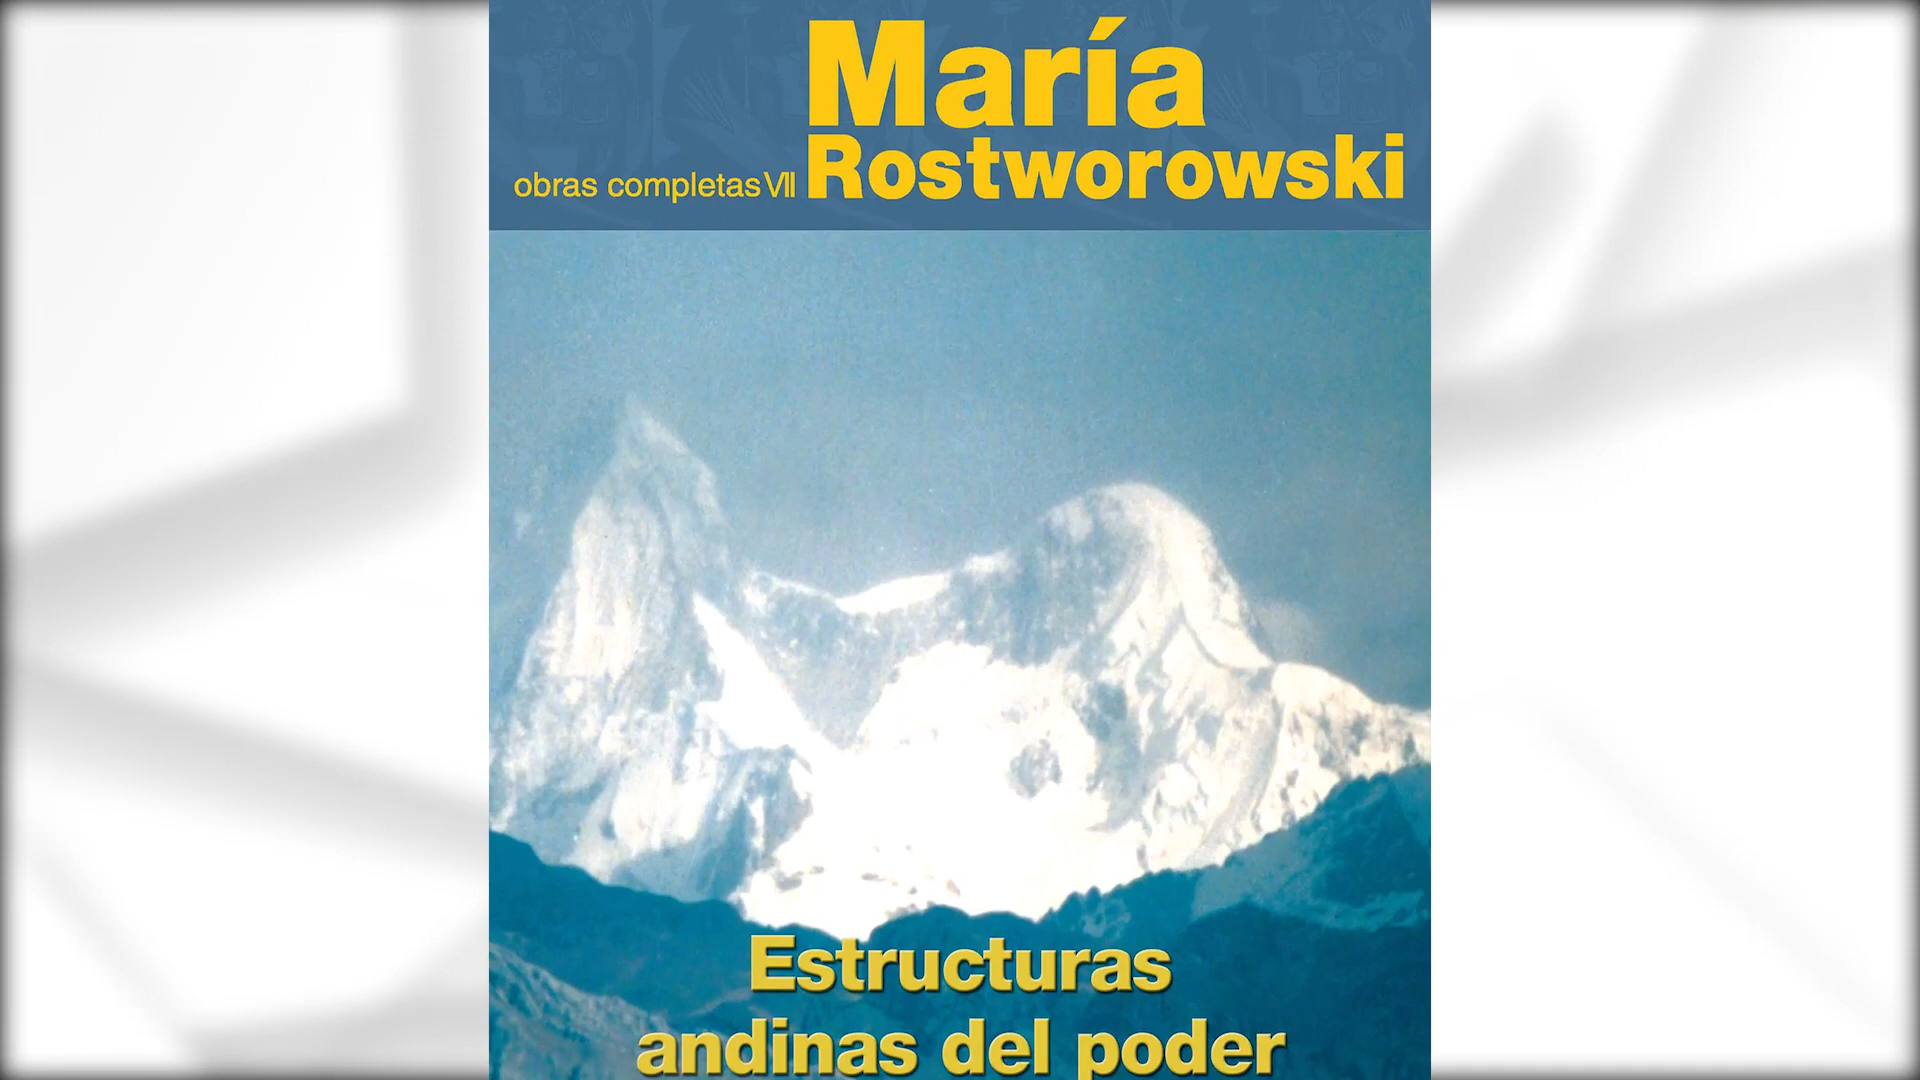 María
obras completas VII Rostworowski
Estructuras
andinas del poder